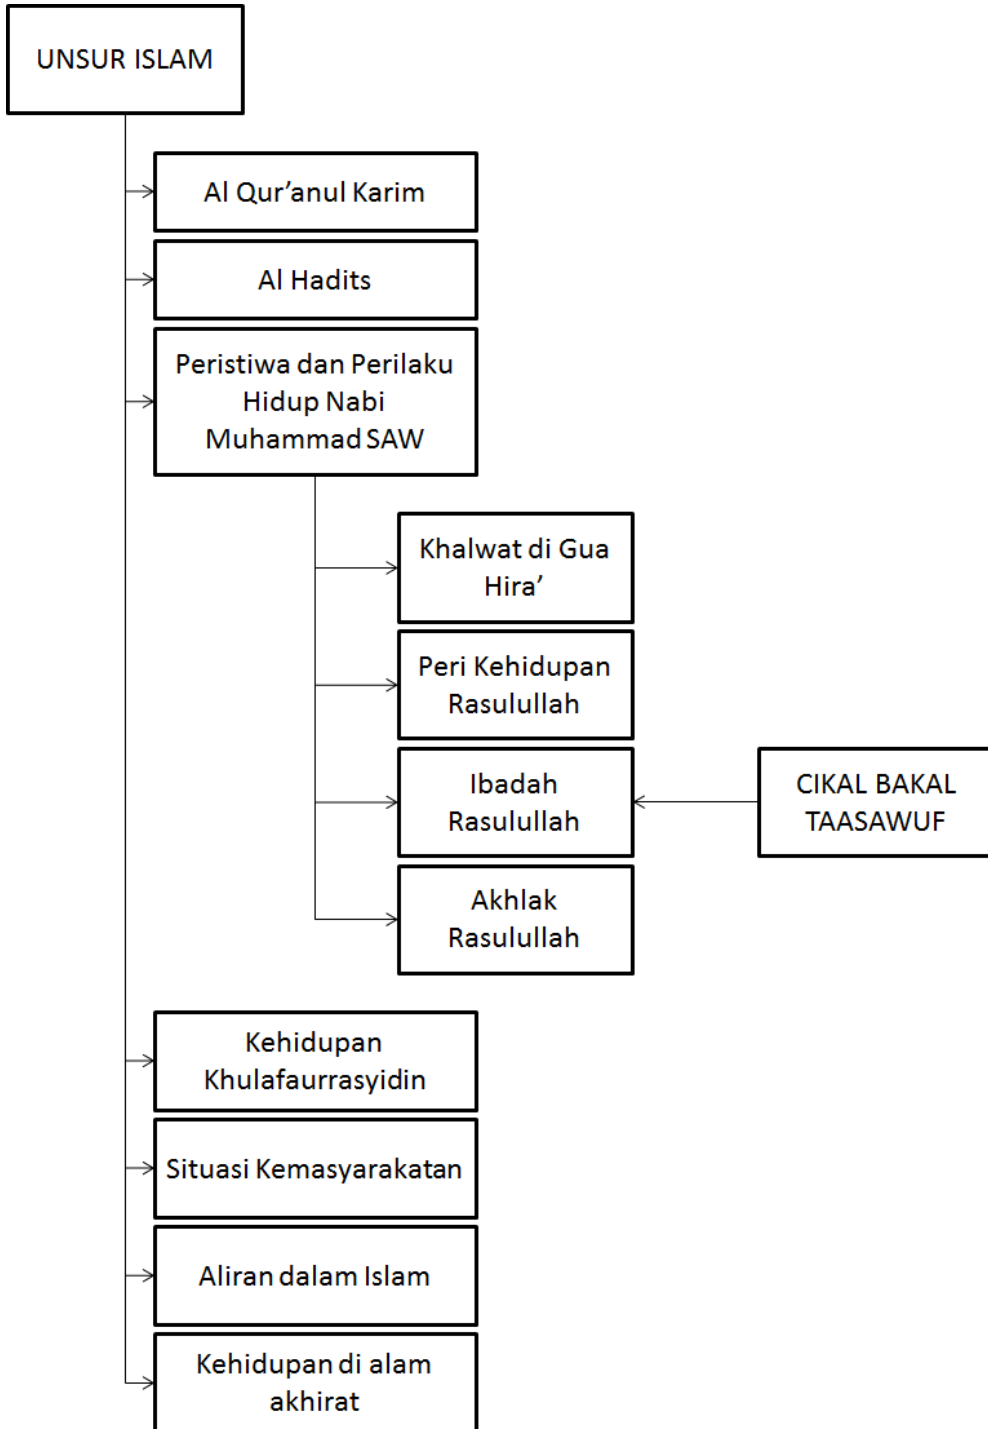 UNSUR ISLAM
Al Qur’anul Karim
Al Hadits
Peristiwa dan Perilaku
Hidup Nabi
Muhammad SAW
Khalwat di Gua
Hira’
Peri Kehidupan
Rasulullah
Ibadah
Rasulullah
CIKAL BAKAL
TAASAWUF
Akhlak
Rasulullah
Kehidupan
Khulafaurrasyidin
Situasi Kemasyarakatan
Aliran dalam Islam
Kehidupan di alam
akhirat